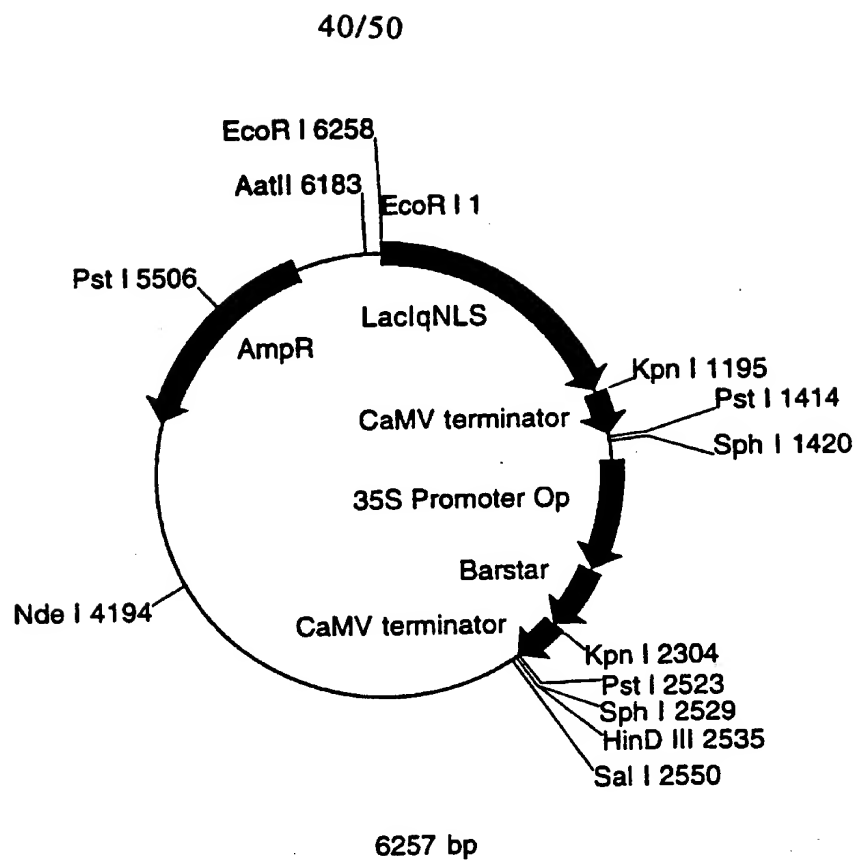 40/50
EcoR I 6258
AatII 6183
EcoR I 1
Pst I 5506
LacIqNLS
AmpR
Kpn I 1195
Pst I 1414
CaMV terminator
Sph I 1420
35S Promoter Op
Barstar
Nde I 4194
CaMV terminator
Kpn I 2304
Pst I 2523
Sph I 2529
HinD III 2535
Sal I 2550
6257 bp